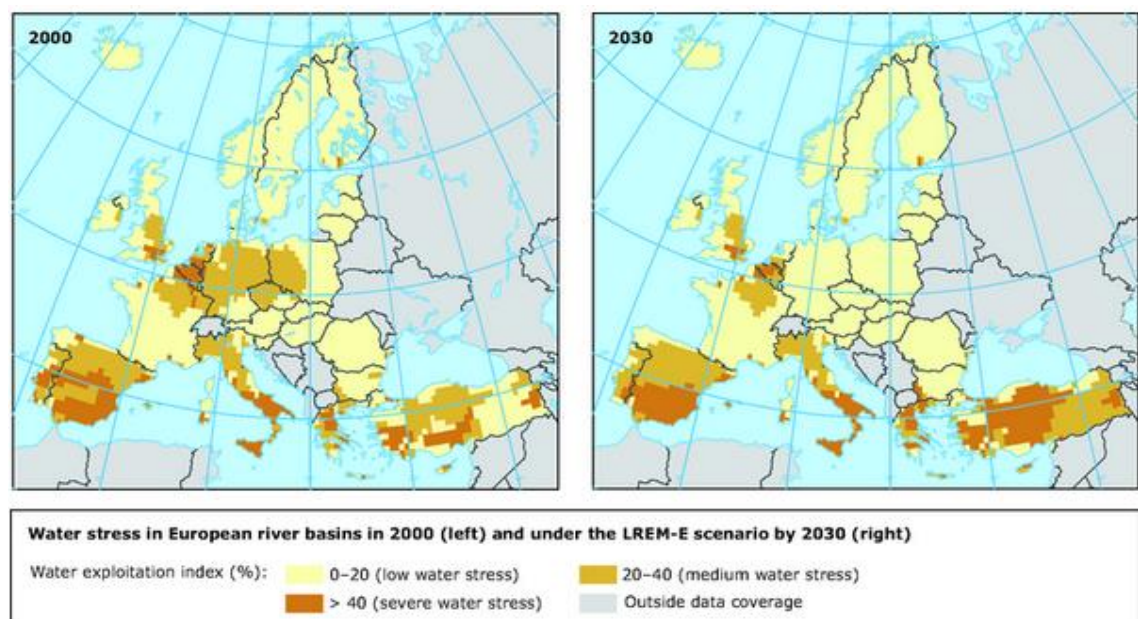 2000
2030
Water stress in European river basins in 2000 (left) and under the LREM-E scenario by 2030 (right)
Water exploitation index (%):
0–20 (low water stress)
20–40 (medium water stress)
> 40 (severe water stress)
Outside data coverage